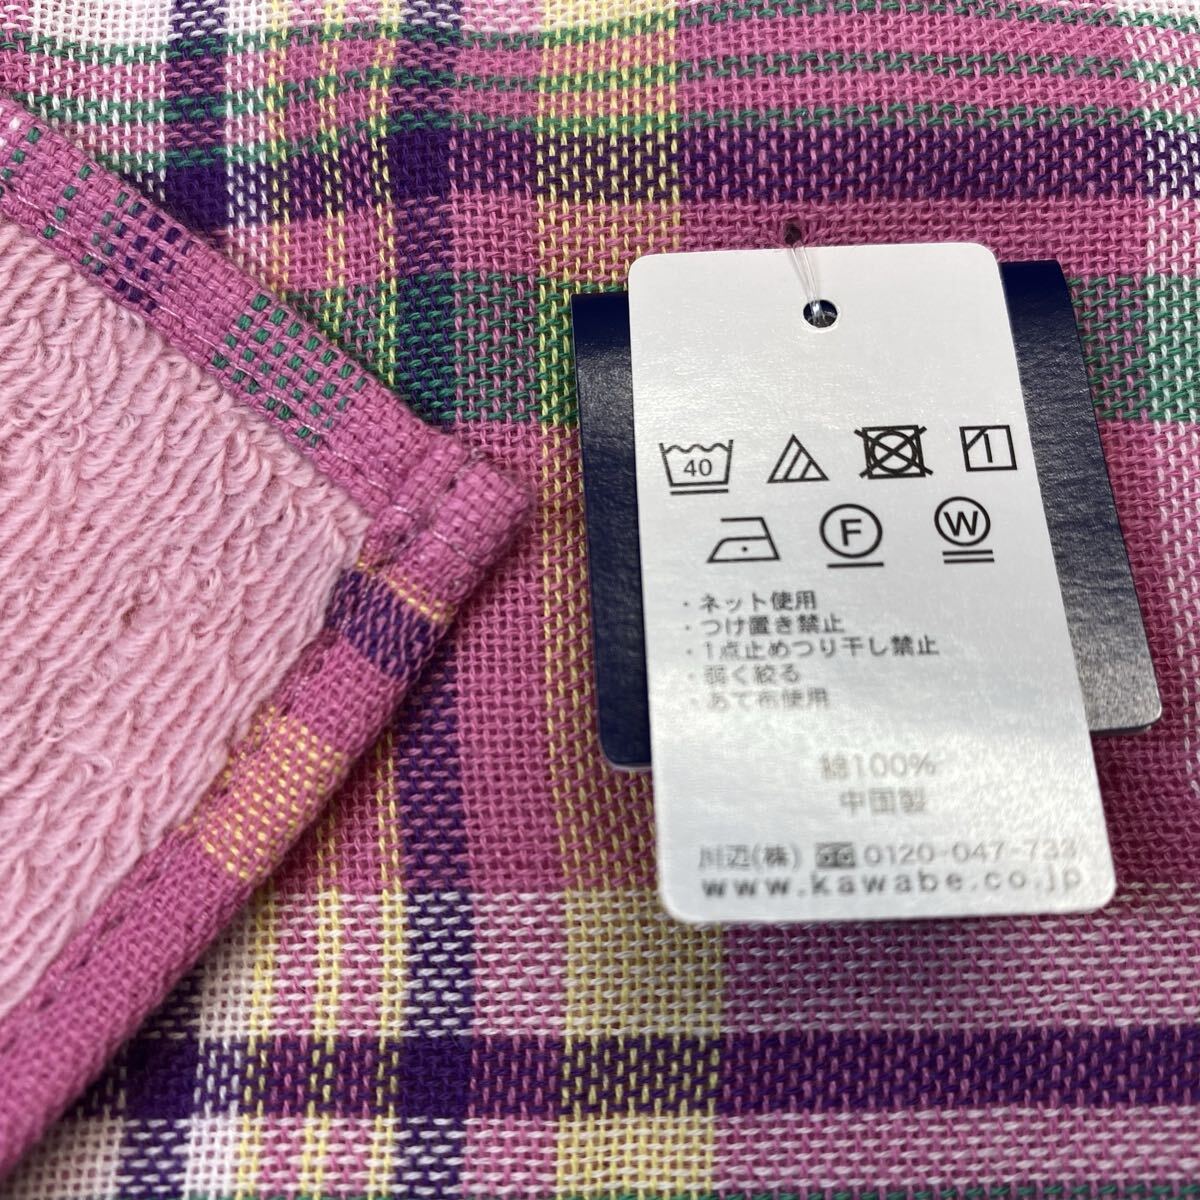 40 1
F W
・ネット使用
・つけ置き禁止
・1点止めつり干し禁止
・弱く絞る
・あて布使用
綿100%
中国製
川辺(株) 0120-047-733
www.kawabe.co.jp